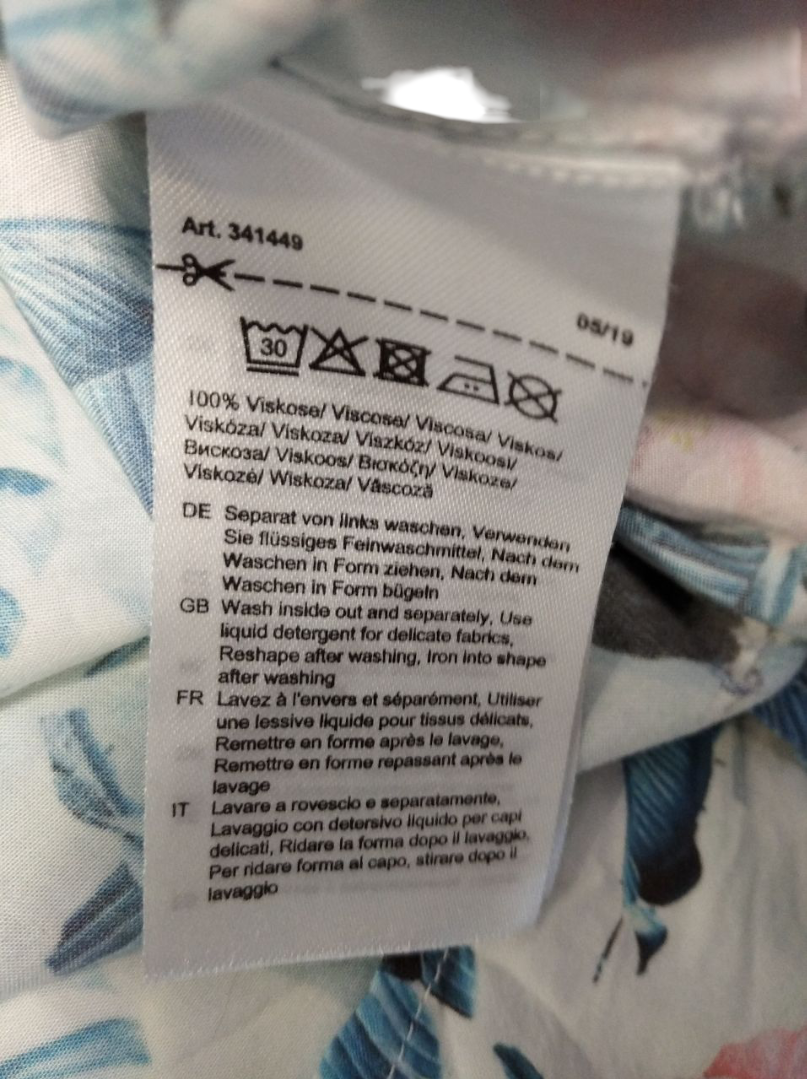 Art. 341449
05/19
30
100% Viskose/ Viscose/ Viscosa/ Viskos/
Viskóza/ Viskoza/ Viszkóz/ Viskoosi/
Вискоза/ Viskoos/ Βισκόζη/ Viskoze/
Viskozė/ Wiskoza/ Vâscoză
DE Separat von links waschen, Verwenden
Sie flüssiges Feinwaschmittel, Nach dem
Waschen in Form ziehen, Nach dem
Waschen in Form bügeln
GB Wash inside out and separately, Use
liquid detergent for delicate fabrics,
Reshape after washing, Iron into shape
after washing
FR Lavez à l'envers et séparément, Utiliser
une lessive liquide pour tissus délicats,
Remettre en forme après le lavage,
Remettre en forme repassant après le
lavage
IT Lavare a rovescio e separatamente,
Lavaggio con detersivo liquido per capi
delicati, Ridare la forma dopo il lavaggio,
Per ridare forma al capo, stirare dopo il
lavaggio